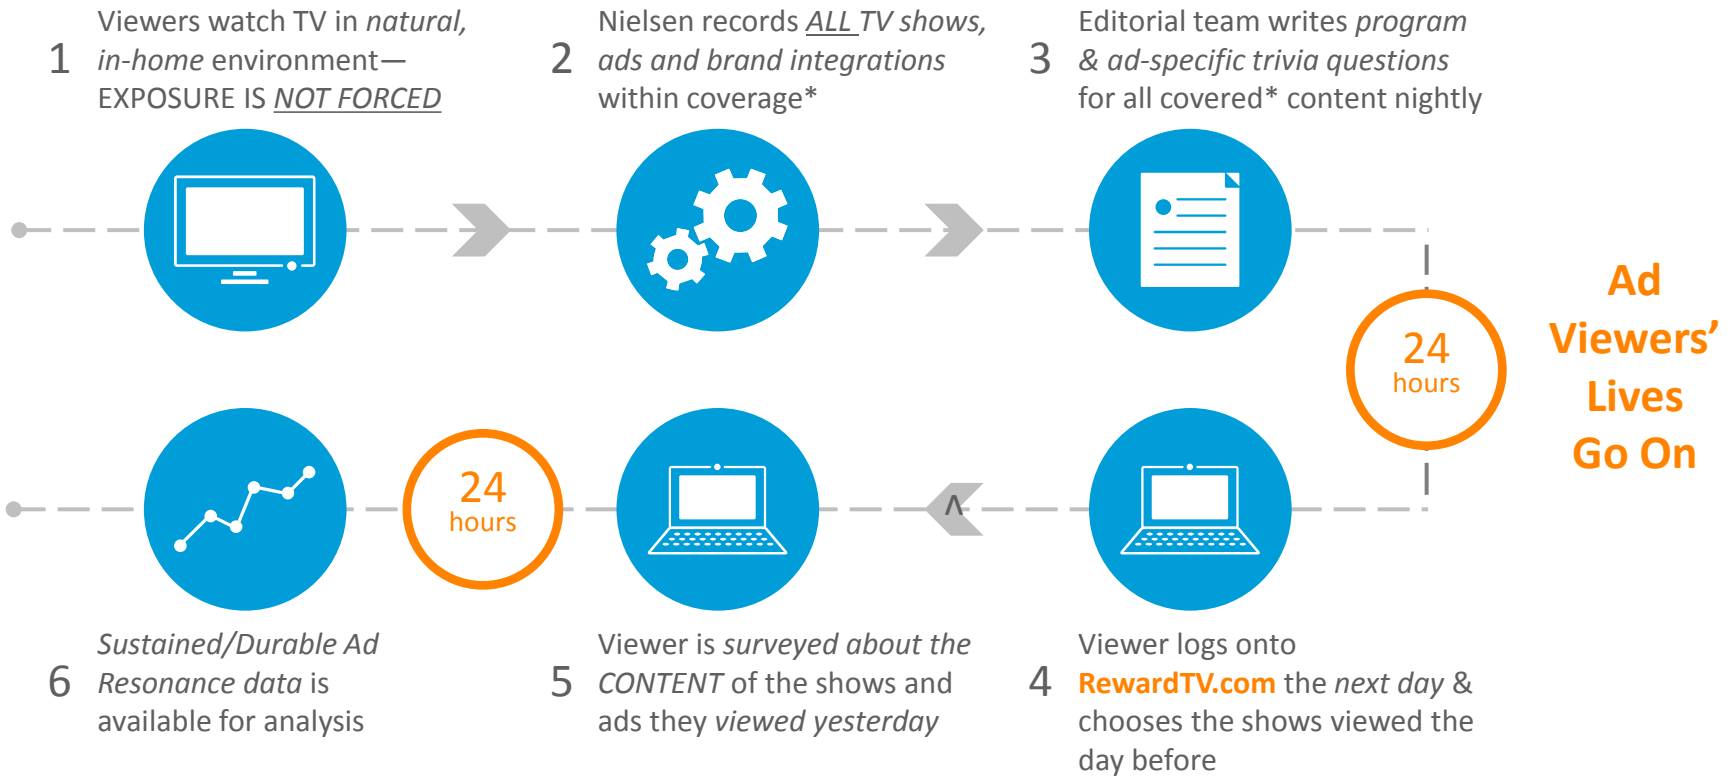 1
Viewers watch TV in natural,
in-home environment—
EXPOSURE IS NOT FORCED
2
Nielsen records ALL TV shows,
ads and brand integrations
within coverage*
3
Editorial team writes program
& ad-specific trivia questions
for all covered* content nightly
24
hours
Ad
Viewers’
Lives
Go On
4
Viewer logs onto
RewardTV.com the next day &
chooses the shows viewed the
day before
^
5
Viewer is surveyed about the
CONTENT of the shows and
ads they viewed yesterday
24
hours
6
Sustained/Durable Ad
Resonance data is
available for analysis